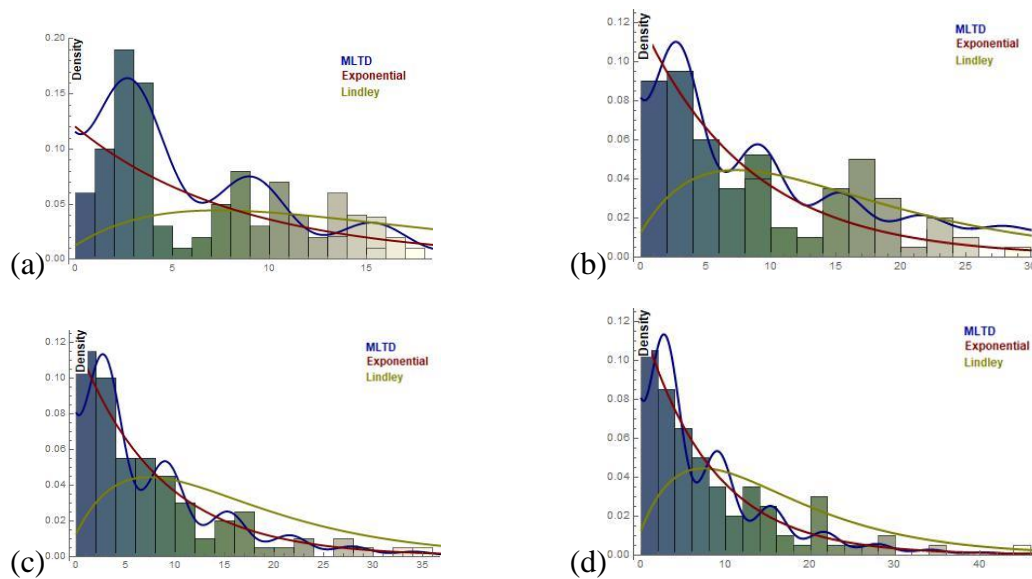 (a)
Density
MLTD
Exponential
Lindley
0.20
0.15
0.10
0.05
0.00
0 5 10 15
(b)
Density
MLTD
Exponential
Lindley
0.12
0.10
0.08
0.06
0.04
0.02
0.00
0 5 10 15 20 25 30
(c)
Density
MLTD
Exponential
Lindley
0.12
0.10
0.08
0.06
0.04
0.02
0.00
0 5 10 15 20 25 30 35
(d)
Density
MLTD
Exponential
Lindley
0.12
0.10
0.08
0.06
0.04
0.02
0.00
0 10 20 30 40